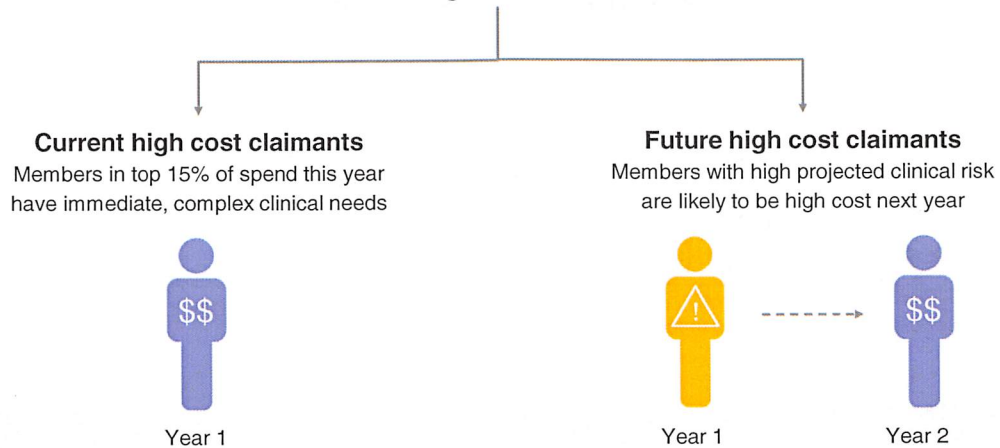 Current high cost claimants
Members in top 15% of spend this year
have immediate, complex clinical needs
Future high cost claimants
Members with high projected clinical risk
are likely to be high cost next year
$$
!
$$
Year 1
Year 1
Year 2